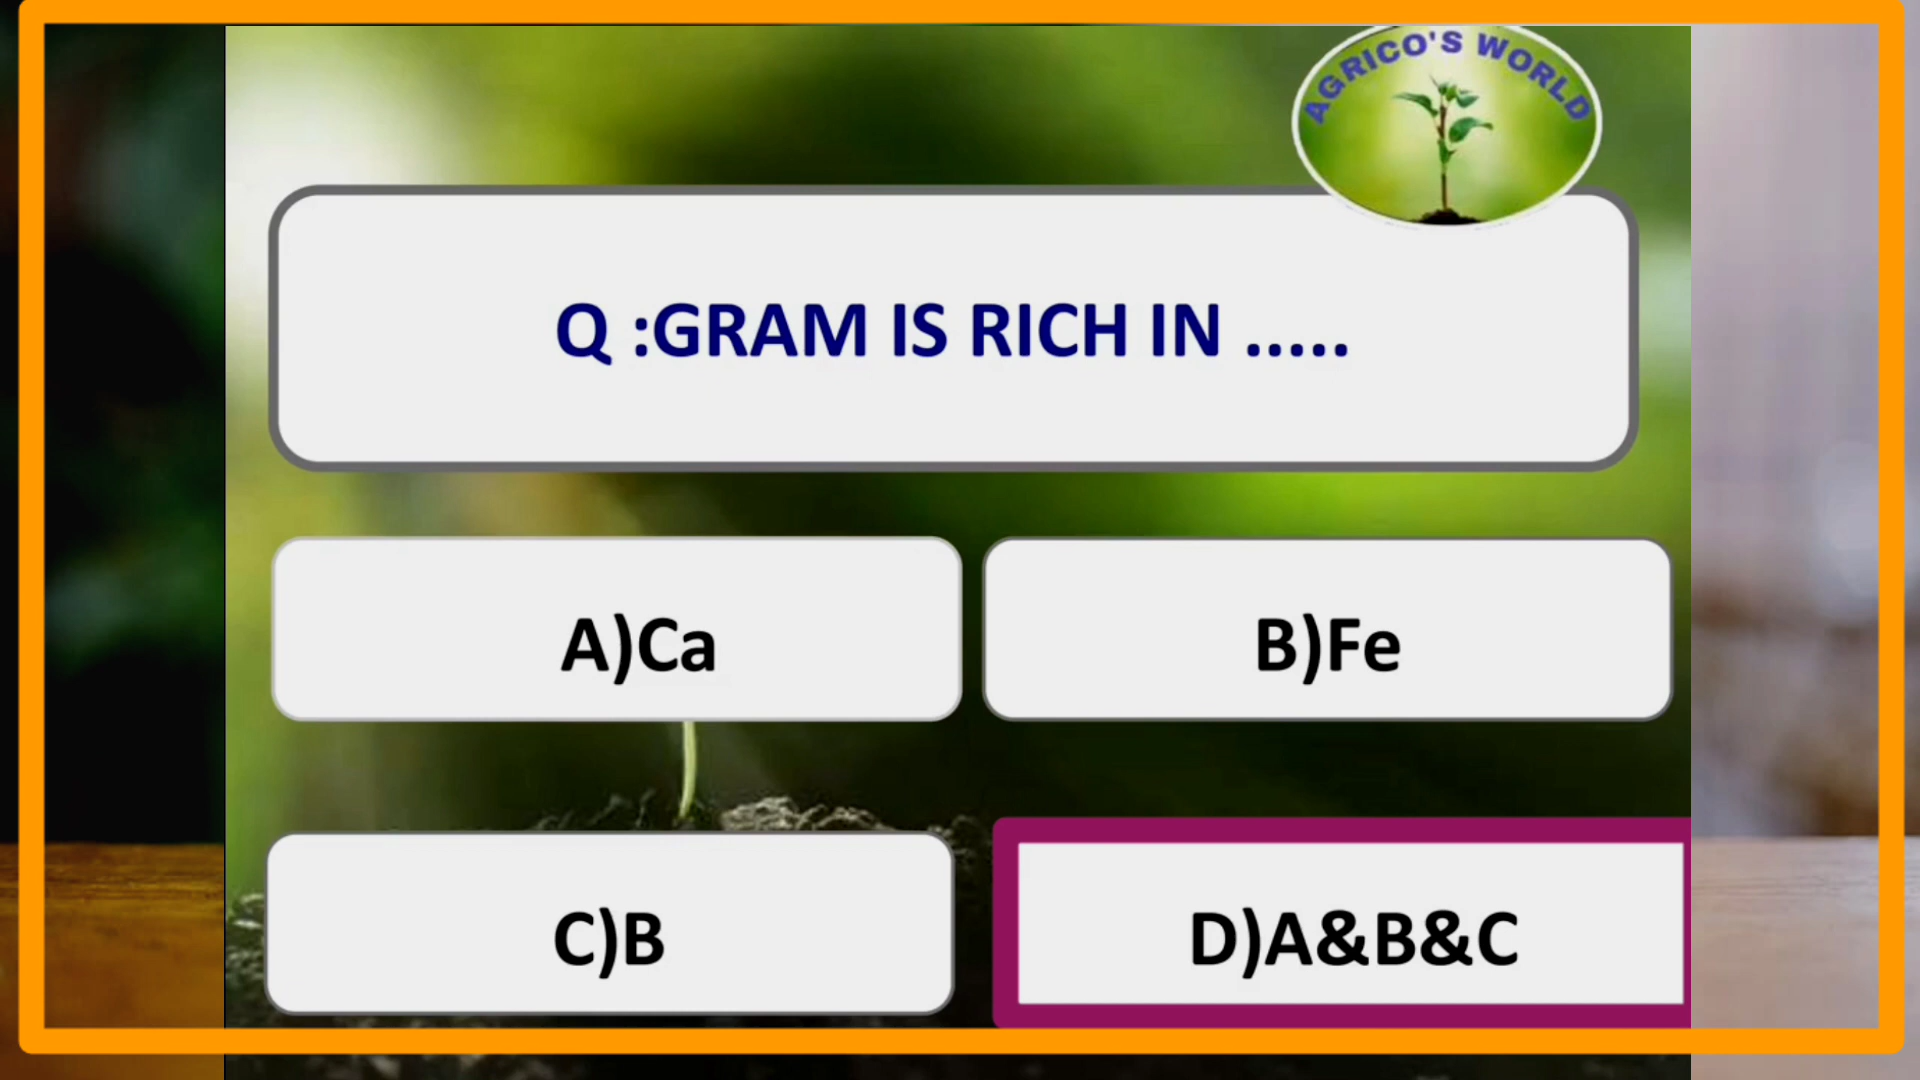 AGRICO'S WORLD
Q :GRAM IS RICH IN .....
A)Ca
B)Fe
C)B
D)A&B&C